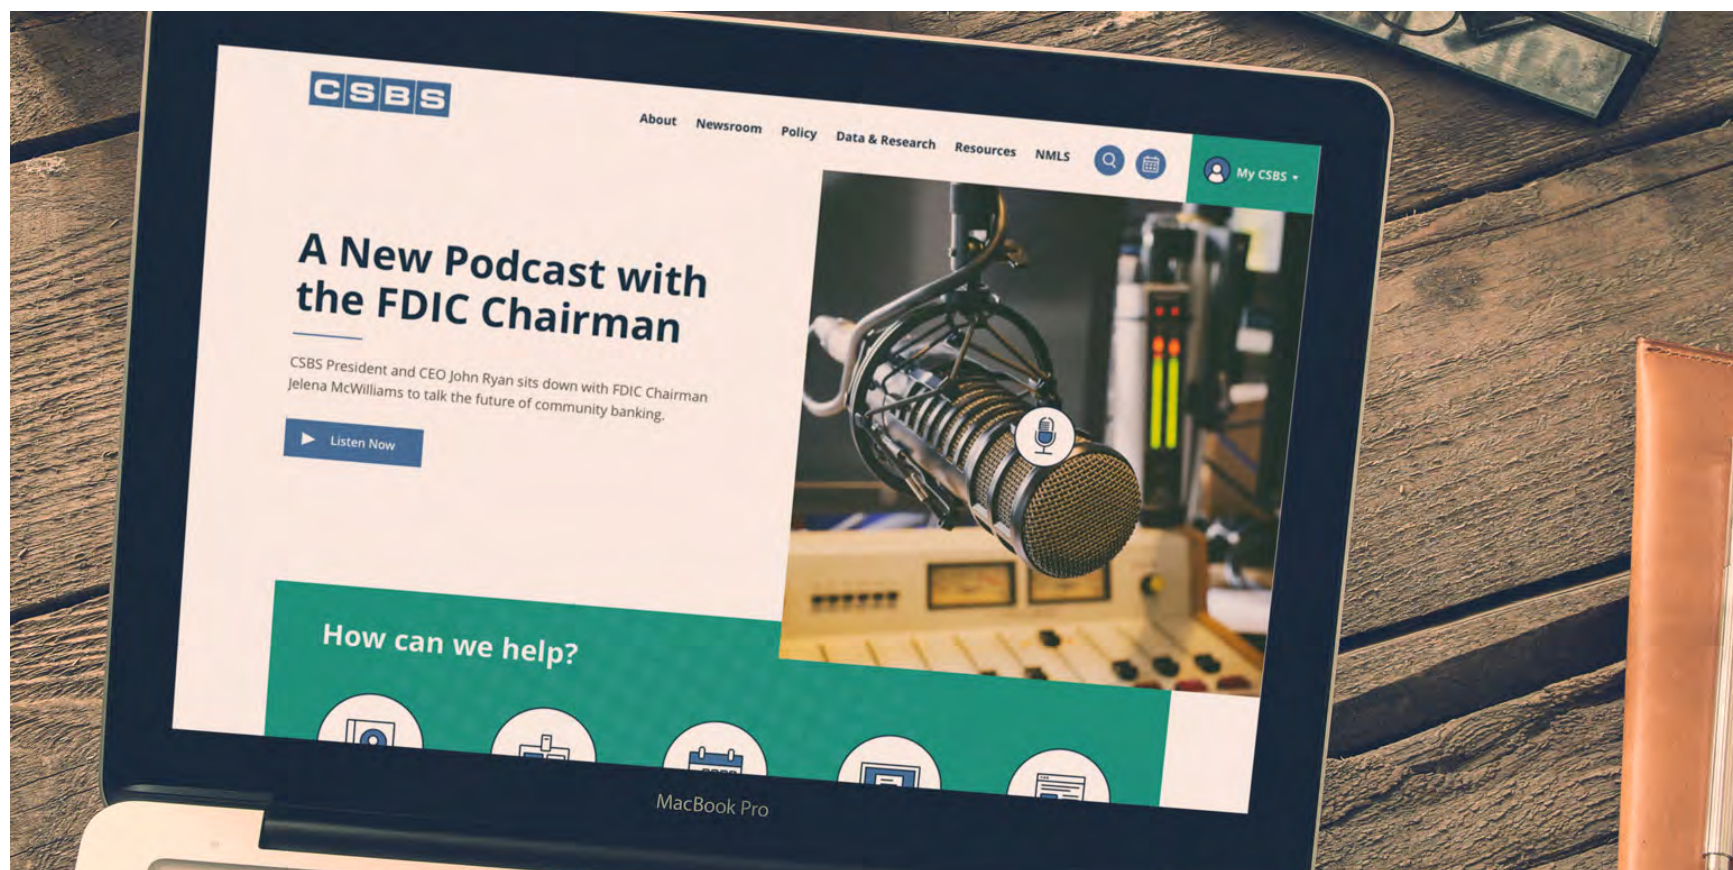 CSBS
About Newsroom Policy Data & Research Resources NMLS
My CSBS
A New Podcast with
the FDIC Chairman
CSBS President and CEO John Ryan sits down with FDIC Chairman
Jelena McWilliams to talk the future of community banking.
Listen Now
How can we help?
MacBook Pro